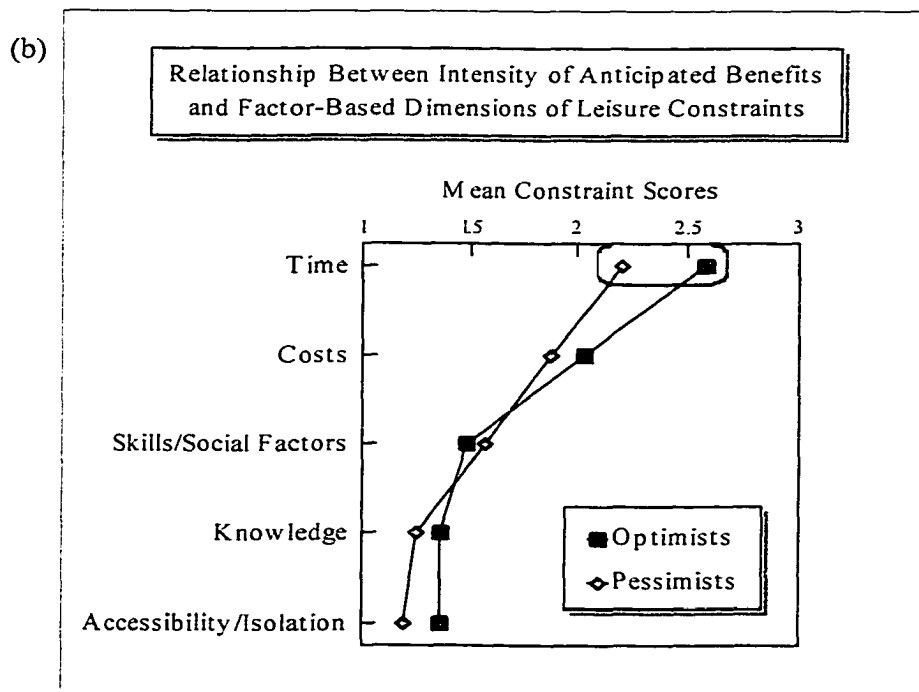 (b)
Relationship Between Intensity of Anticipated Benefits
and Factor-Based Dimensions of Leisure Constraints
Mean Constraint Scores
1 1.5 2 2.5 3
Time
Costs
Skills/Social Factors
Knowledge
Accessibility/Isolation
Optimists
Pessimists